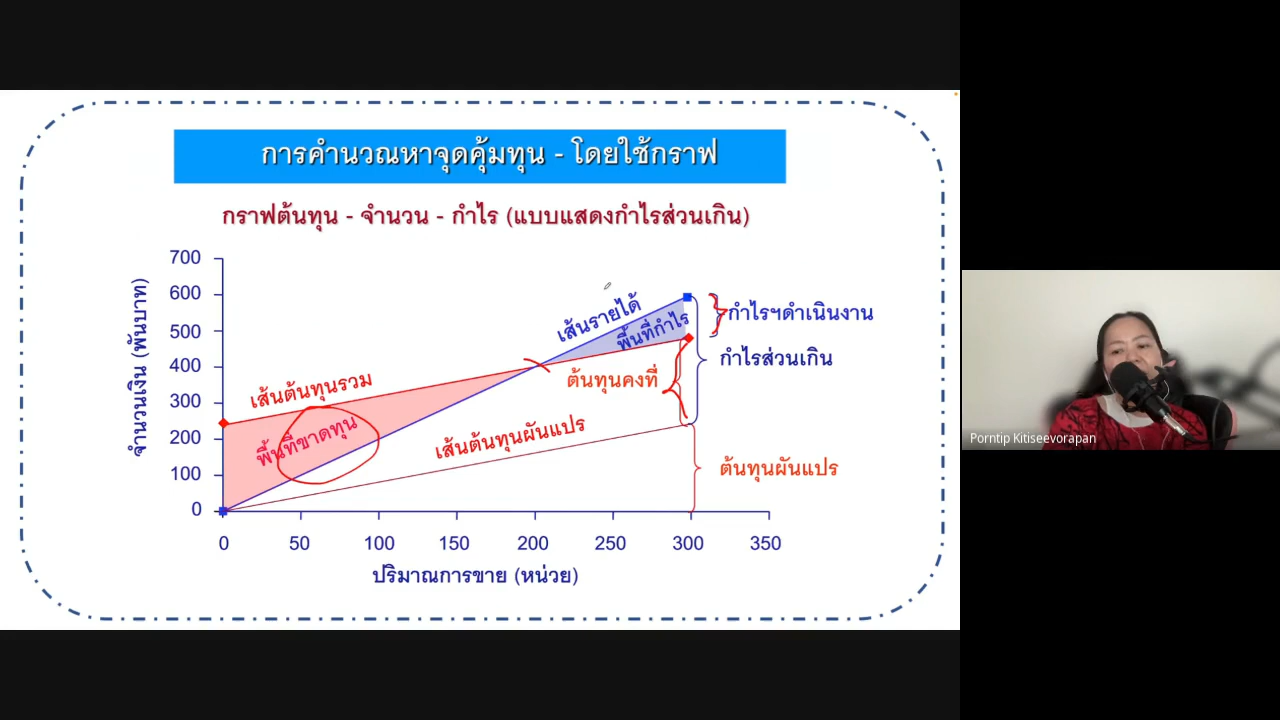 การคำนวณหาจุดคุ้มทุน - โดยใช้กราฟ
กราฟต้นทุน - จำนวน - กำไร (แบบแสดงกำไรส่วนเกิน)
จำนวนเงิน (พันบาท)
700
600
500
400
300
200
100
0
เส้นรายได้
พื้นที่กำไร
กำไรฯดำเนินงาน
กำไรส่วนเกิน
ต้นทุนคงที่
เส้นต้นทุนรวม
พื้นที่ขาดทุน
เส้นต้นทุนผันแปร
ต้นทุนผันแปร
0 50 100 150 200 250 300 350
ปริมาณการขาย (หน่วย)
Porntip Kitiseevorapan